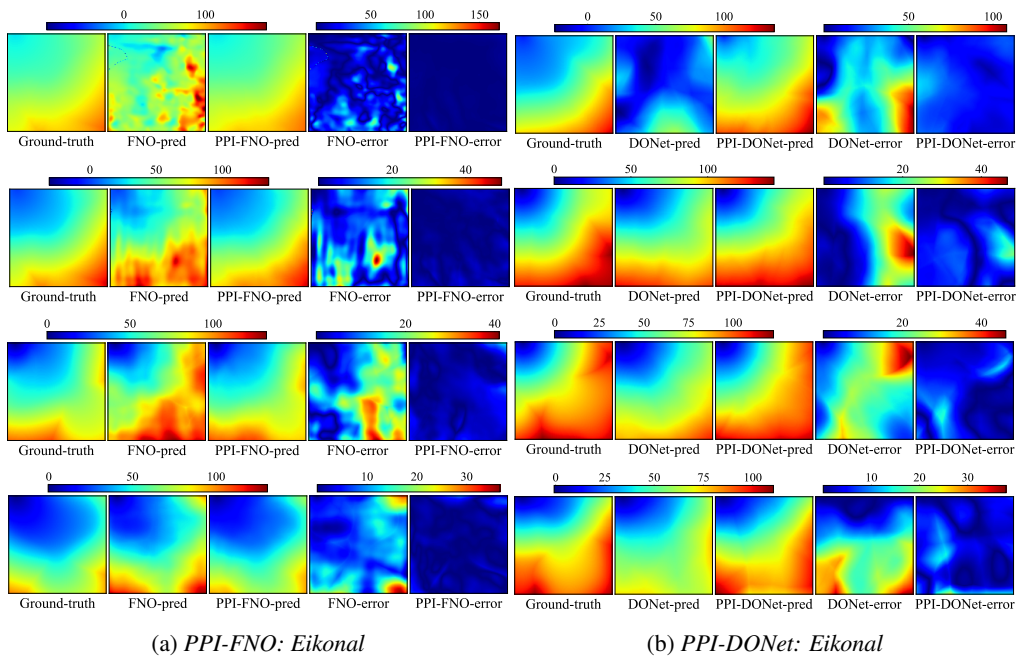 0 100 50 100 150
Ground-truth FNO-pred PPI-FNO-pred FNO-error PPI-FNO-error
0 50 100 20 40
Ground-truth FNO-pred PPI-FNO-pred FNO-error PPI-FNO-error
0 50 100 20 40
Ground-truth FNO-pred PPI-FNO-pred FNO-error PPI-FNO-error
0 50 100 10 20 30
Ground-truth FNO-pred PPI-FNO-pred FNO-error PPI-FNO-error
(a) PPI-FNO: Eikonal
0 50 100 50 100
Ground-truth DONet-pred PPI-DONet-pred DONet-error PPI-DONet-error
0 50 100 20 40
Ground-truth DONet-pred PPI-DONet-pred DONet-error PPI-DONet-error
0 25 50 75 100 20 40
Ground-truth DONet-pred PPI-DONet-pred DONet-error PPI-DONet-error
0 25 50 75 100 10 20 30
Ground-truth DONet-pred PPI-DONet-pred DONet-error PPI-DONet-error
(b) PPI-DONet: Eikonal